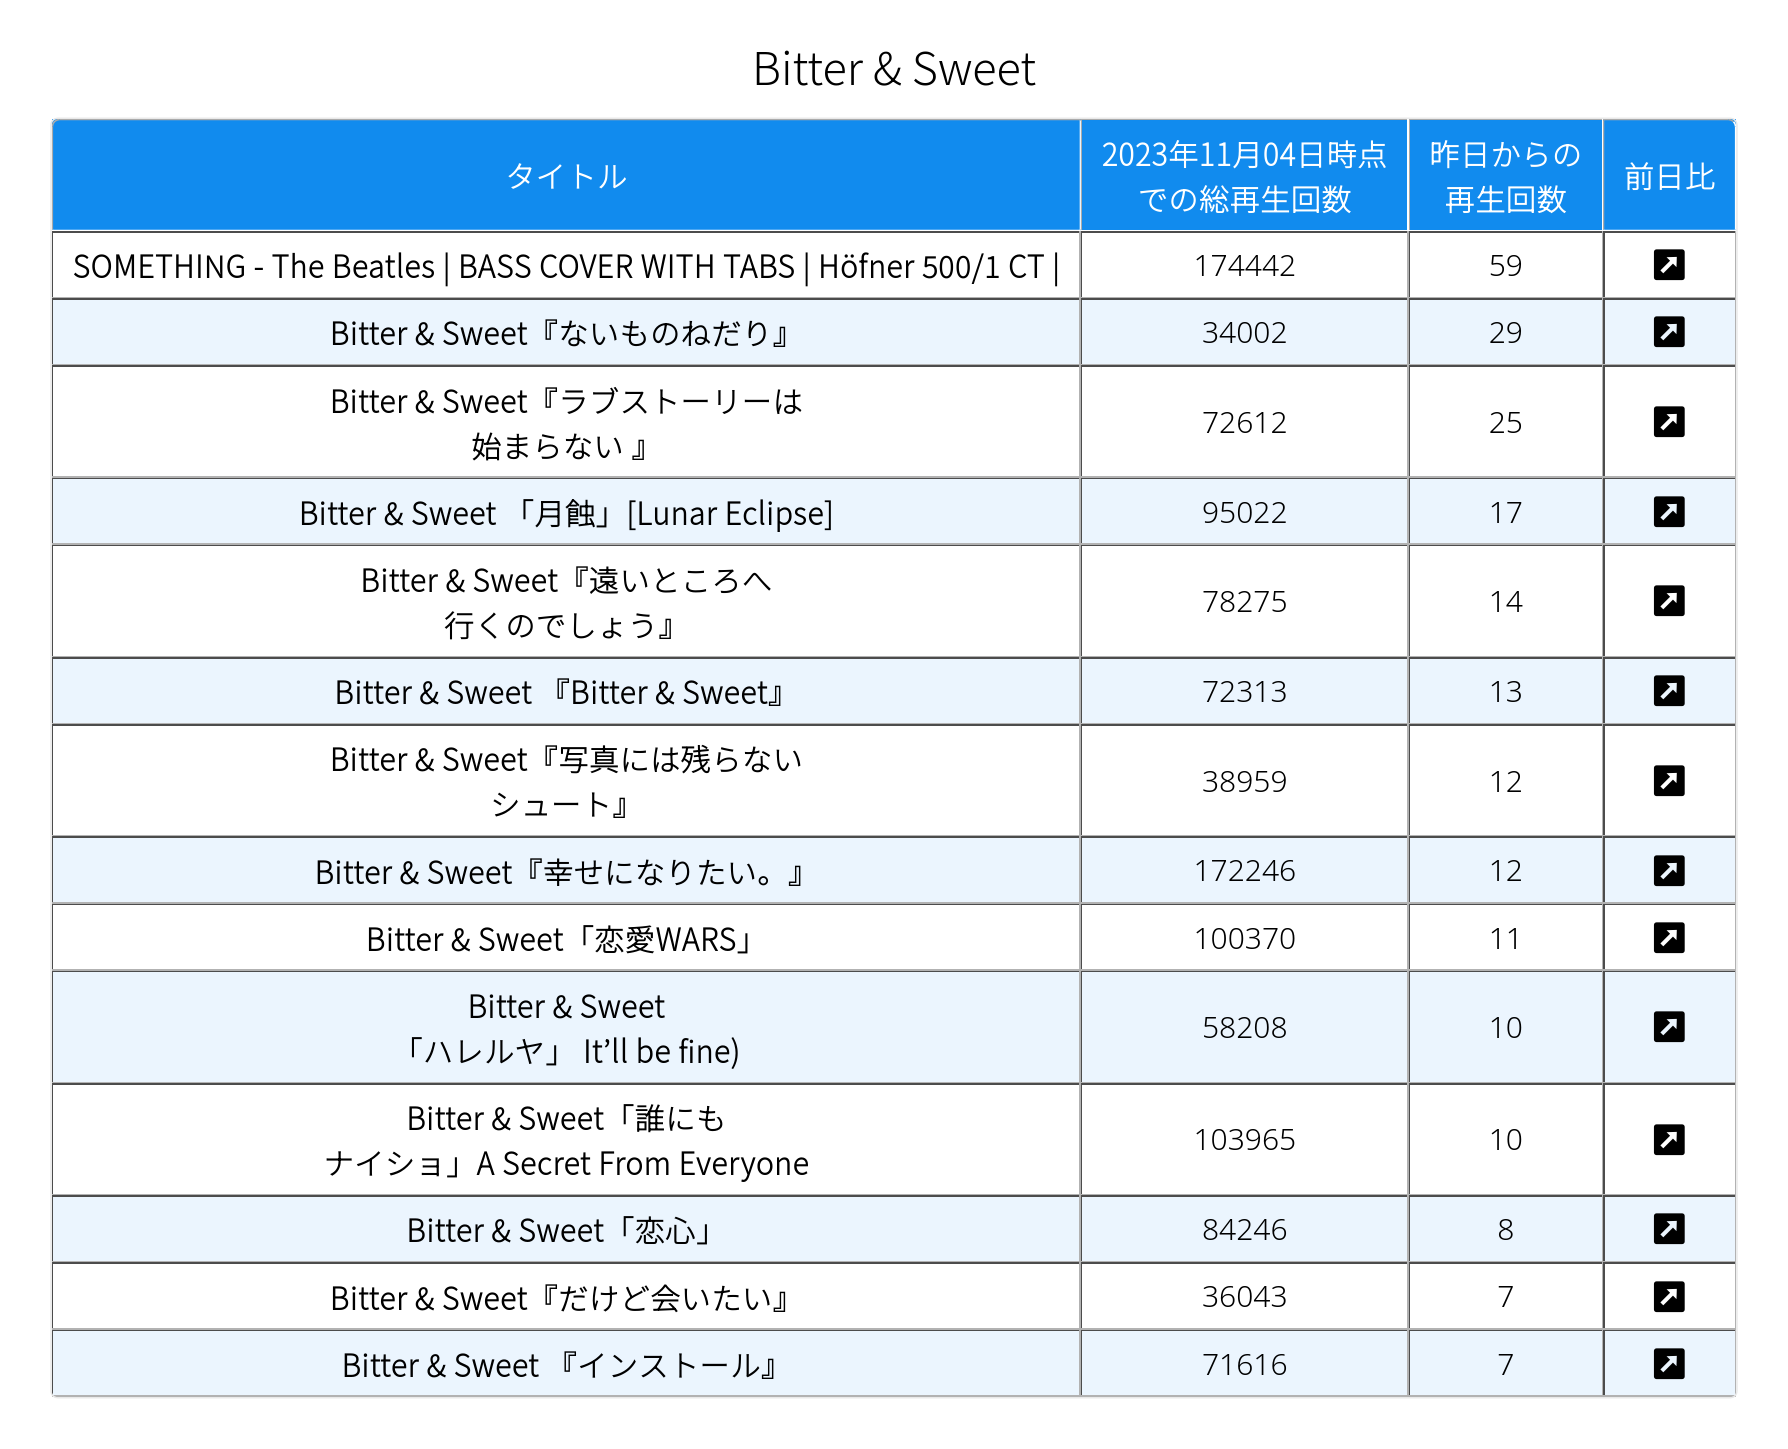 Bitter & Sweet
タイトル
2023年11月04日時点
での総再生回数
昨日からの
再生回数
前日比
SOMETHING - The Beatles | BASS COVER WITH TABS | Höfner 500/1 CT | 174442 59
Bitter & Sweet『ないものねだり』 34002 29
Bitter & Sweet『ラブストーリーは
始まらない 』 72612 25
Bitter & Sweet 「月蝕」[Lunar Eclipse] 95022 17
Bitter & Sweet『遠いところへ
行くのでしょう』 78275 14
Bitter & Sweet 『Bitter & Sweet』 72313 13
Bitter & Sweet『写真には残らない
シュート』 38959 12
Bitter & Sweet『幸せになりたい。』 172246 12
Bitter & Sweet「恋愛WARS」 100370 11
Bitter & Sweet
「ハレルヤ」 It’ll be fine) 58208 10
Bitter & Sweet「誰にも
ナイショ」A Secret From Everyone 103965 10
Bitter & Sweet「恋心」 84246 8
Bitter & Sweet『だけど会いたい』 36043 7
Bitter & Sweet 『インストール』 71616 7